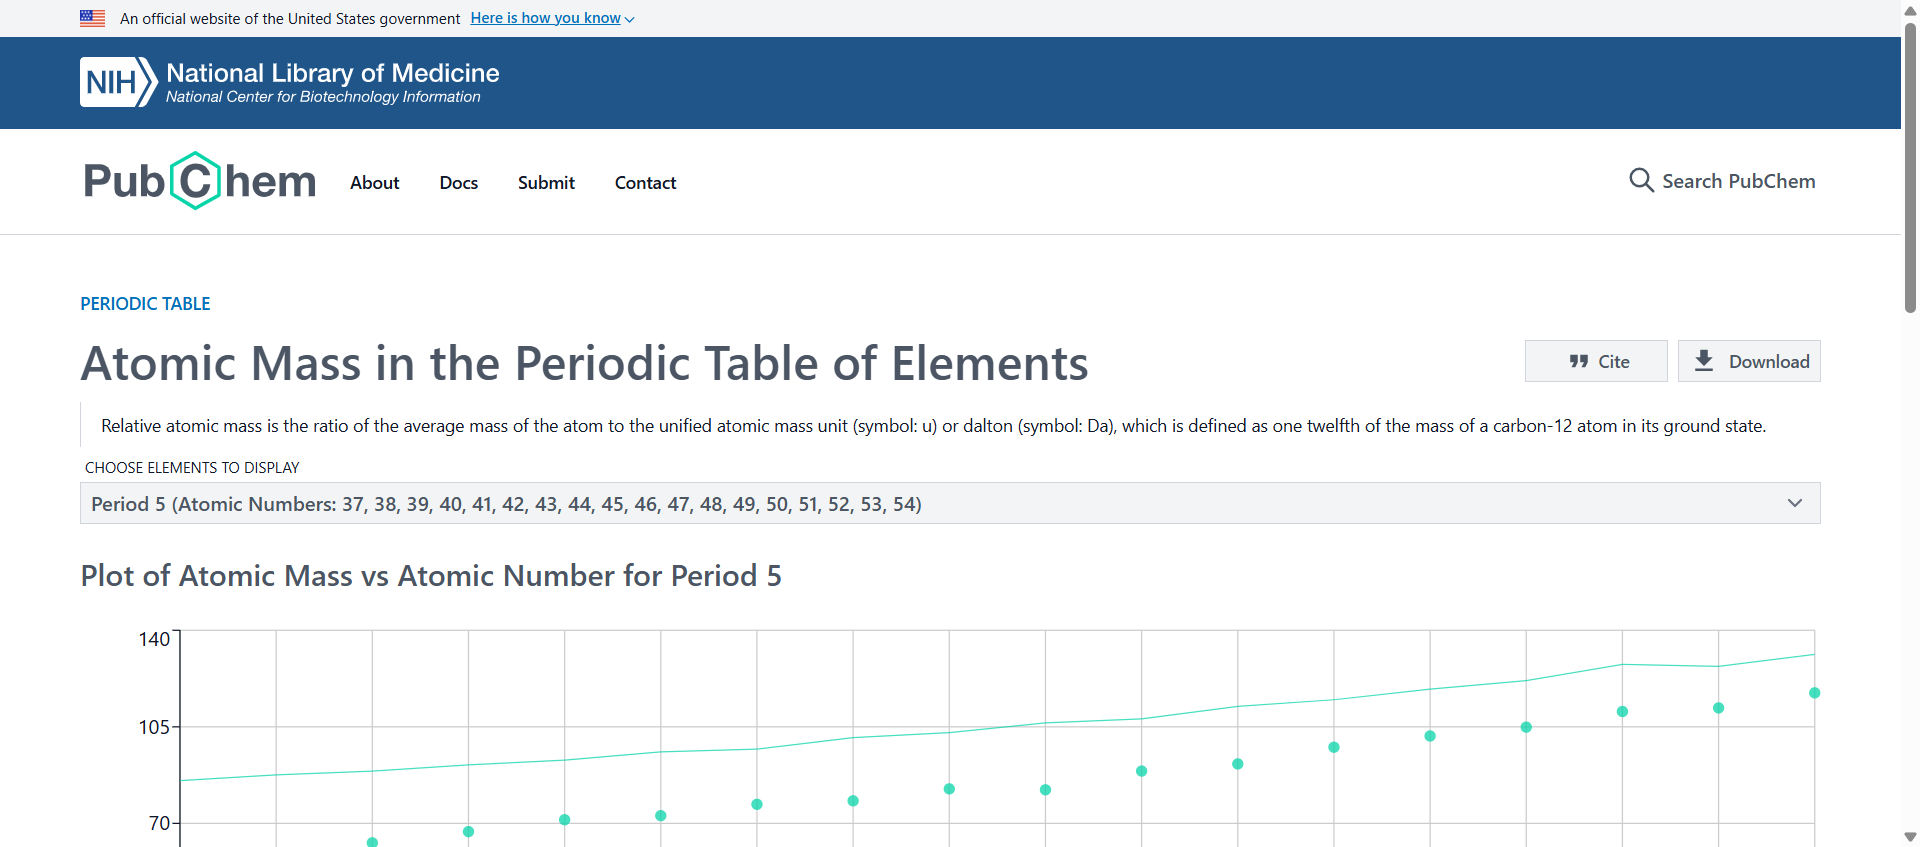 An official website of the United States government Here is how you know
NIH National Library of Medicine
National Center for Biotechnology Information
PubChem About Docs Submit Contact Search PubChem
PERIODIC TABLE
Atomic Mass in the Periodic Table of Elements
Cite Download
Relative atomic mass is the ratio of the average mass of the atom to the unified atomic mass unit (symbol: u) or dalton (symbol: Da), which is defined as one twelfth of the mass of a carbon-12 atom in its ground state.
CHOOSE ELEMENTS TO DISPLAY
Period 5 (Atomic Numbers: 37, 38, 39, 40, 41, 42, 43, 44, 45, 46, 47, 48, 49, 50, 51, 52, 53, 54)
Plot of Atomic Mass vs Atomic Number for Period 5
140
105
70